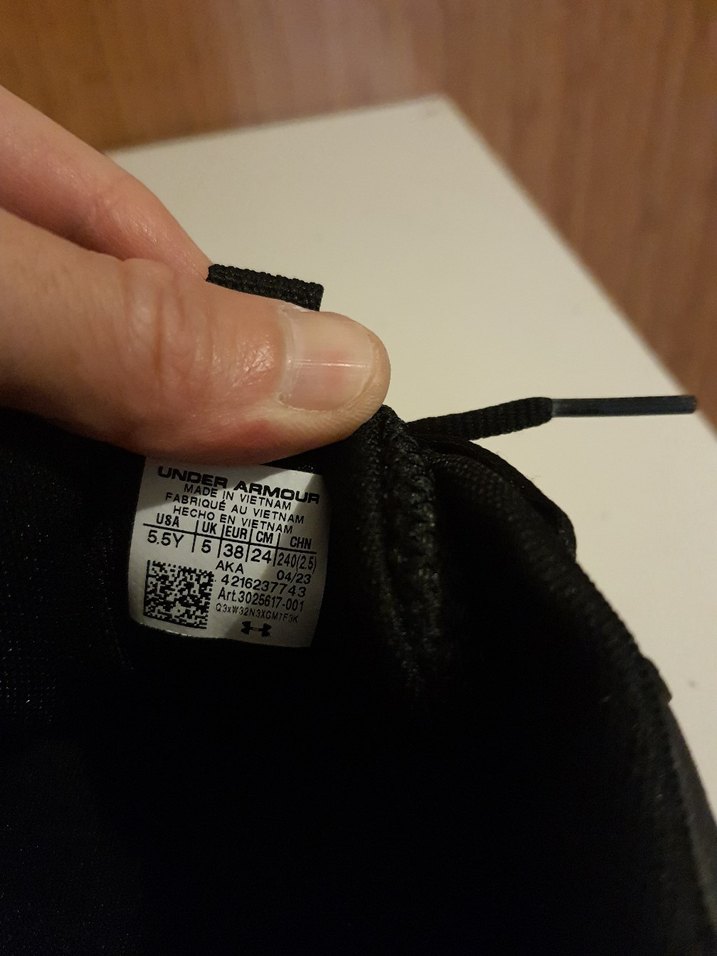 UNDER ARMOUR
MADE IN VIETNAM
FABRIQUÉ AU VIETNAM
HECHO EN VIETNAM
USA UK EUR CM CHN
5.5Y 5 38 24 240(2.5)
AKA 04/23
4216237743
Art.3025617-001